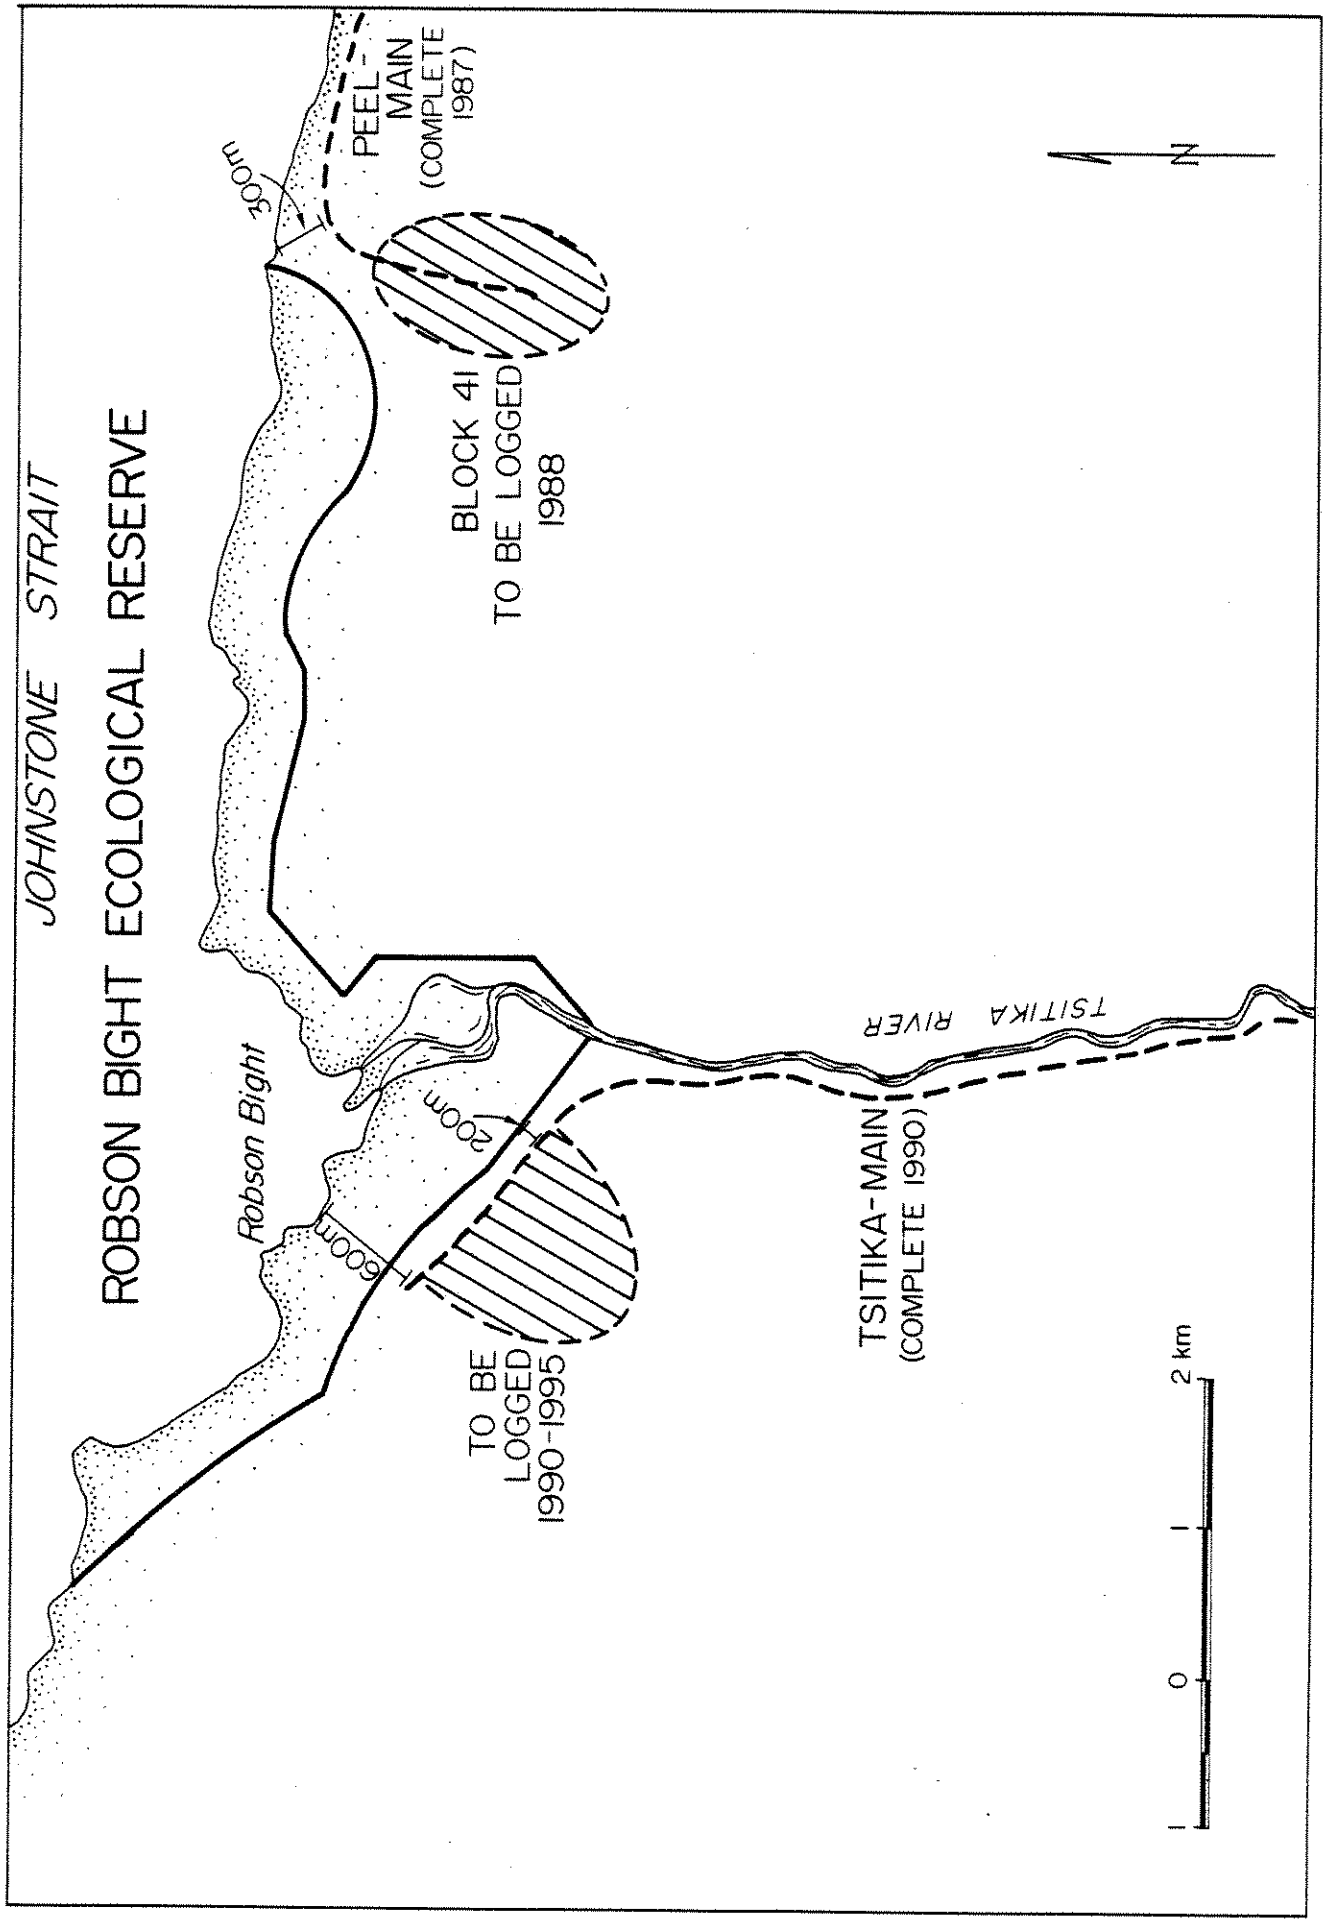 JOHNSTONE STRAIT
ROBSON BIGHT ECOLOGICAL RESERVE
Robson Bight
300m
PEEL-
MAIN
(COMPLETE
1987)
600m
200m
BLOCK 41
TO BE LOGGED
1988
TO BE
LOGGED
1990-1995
TSITIKA RIVER
TSITIKA-MAIN
(COMPLETE 1990)
N
1 0 1 2 km